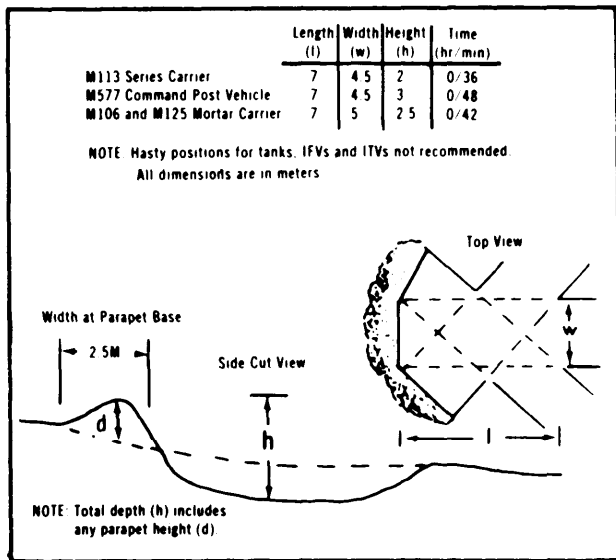 Length Width Height Time
(l) (w) (h) (hr/min)
M113 Series Carrier 7 4.5 2 0/36
M577 Command Post Vehicle 7 4.5 3 0/48
M106 and M125 Mortar Carrier 7 5 2.5 0/42
NOTE: Hasty positions for tanks, IFVs and ITVs not recommended.
All dimensions are in meters
Top View
Width at Parapet Base
2.5M
Side Cut View
w
d
h
l
NOTE: Total depth (h) includes
any parapet height (d).